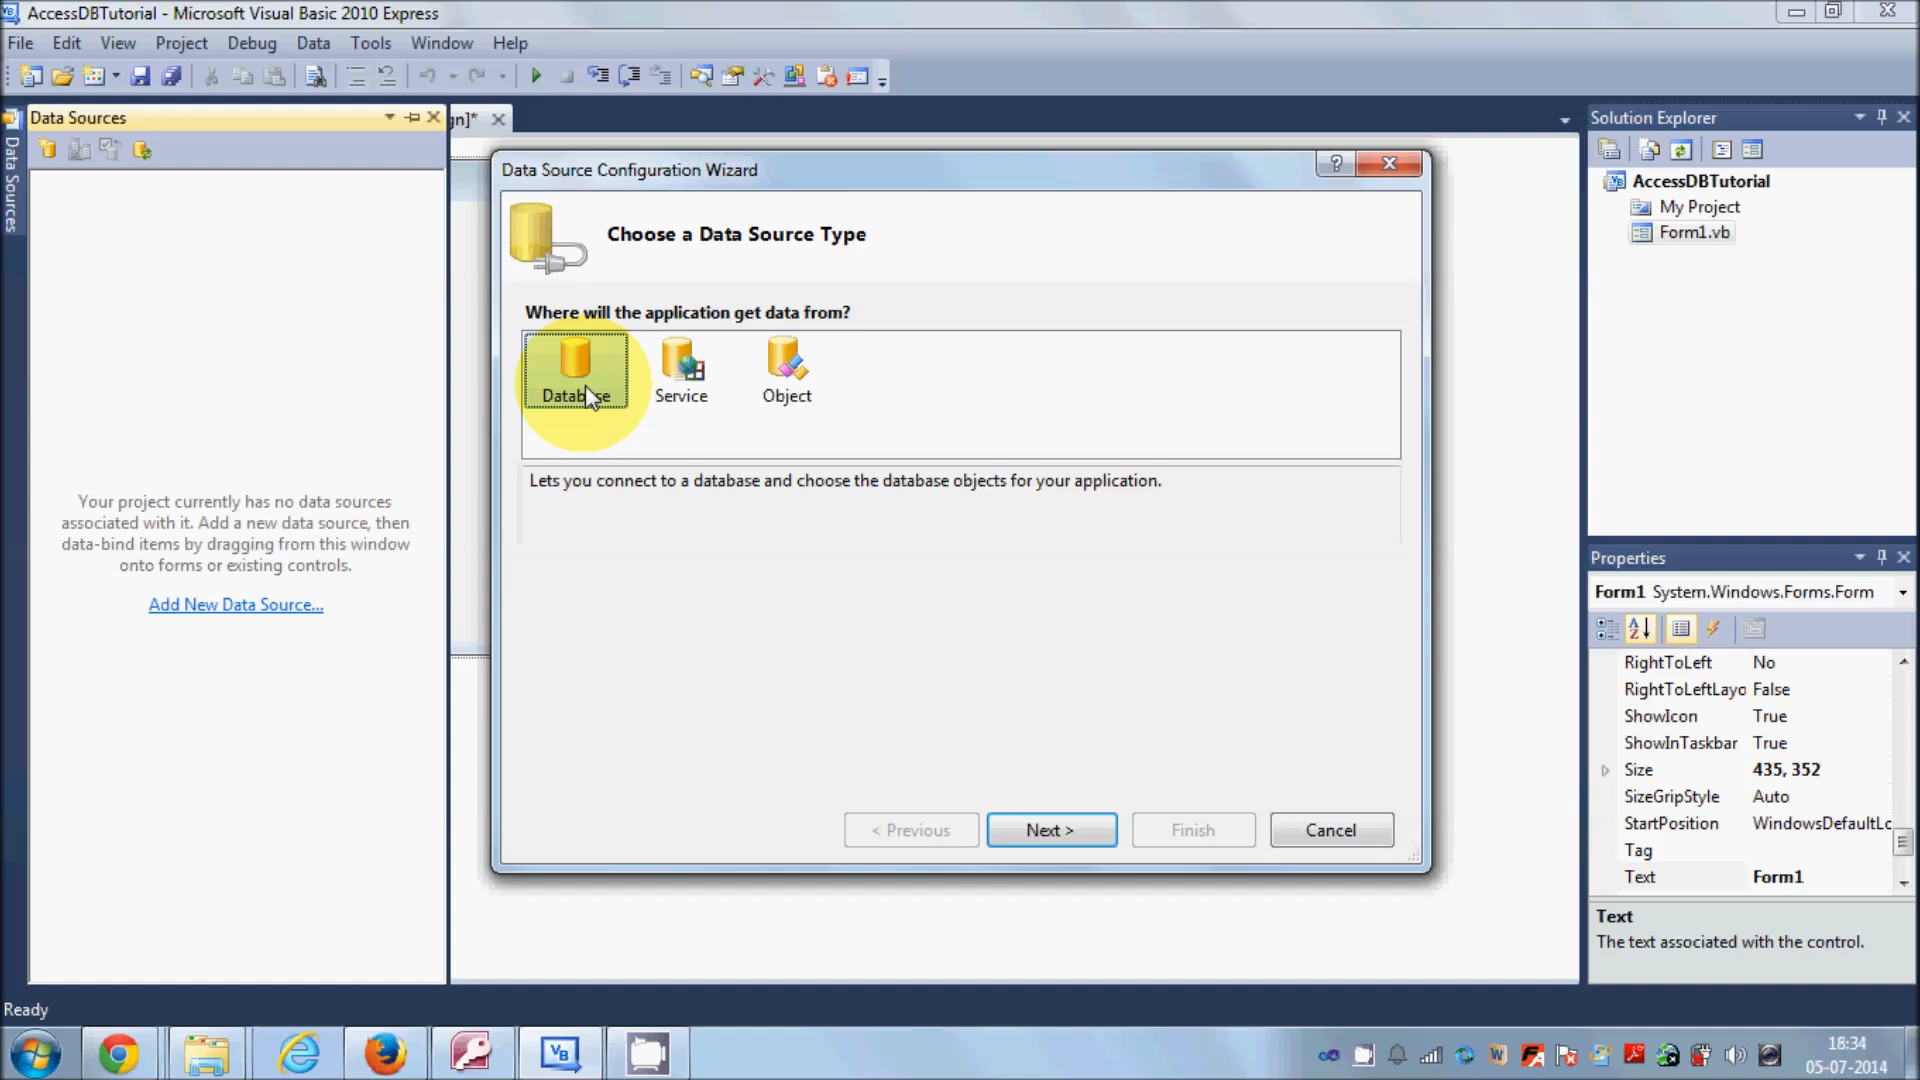 AccessDBTutorial - Microsoft Visual Basic 2010 Express
File Edit View Project Debug Data Tools Window Help
Data Sources
gn]*
Solution Explorer
Data Sources
AccessDBTutorial
My Project
Form1.vb
Data Source Configuration Wizard
Choose a Data Source Type
Where will the application get data from?
Database Service Object
Lets you connect to a database and choose the database objects for your application.
Your project currently has no data sources
associated with it. Add a new data source, then
data-bind items by dragging from this window
onto forms or existing controls.
Add New Data Source...
< Previous Next > Finish Cancel
Properties
Form1 System.Windows.Forms.Form
RightToLeft No
RightToLeftLayo False
ShowIcon True
ShowInTaskbar True
Size 435, 352
SizeGripStyle Auto
StartPosition WindowsDefaultLo
Tag
Text Form1
Text
The text associated with the control.
Ready
18:34
05-07-2014